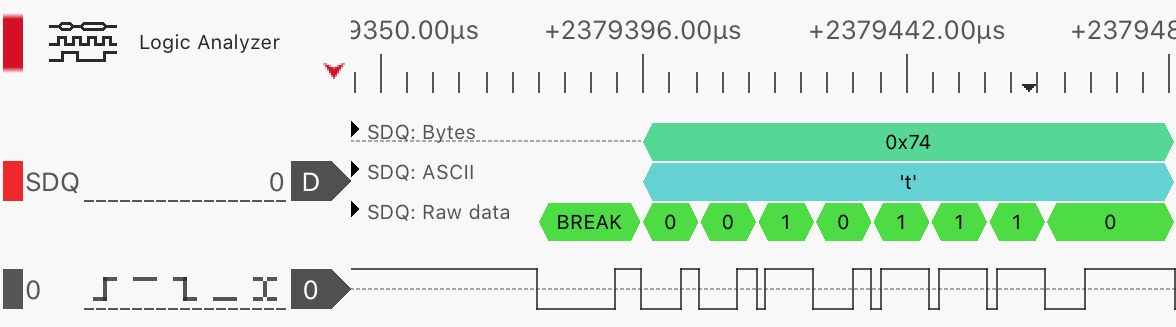 Logic Analyzer
9350.00µs +2379396.00µs +2379442.00µs +237948
SDQ: Bytes 0x74
SDQ 0 D SDQ: ASCII 't'
SDQ: Raw data BREAK 0 0 1 0 1 1 1 0
0 0